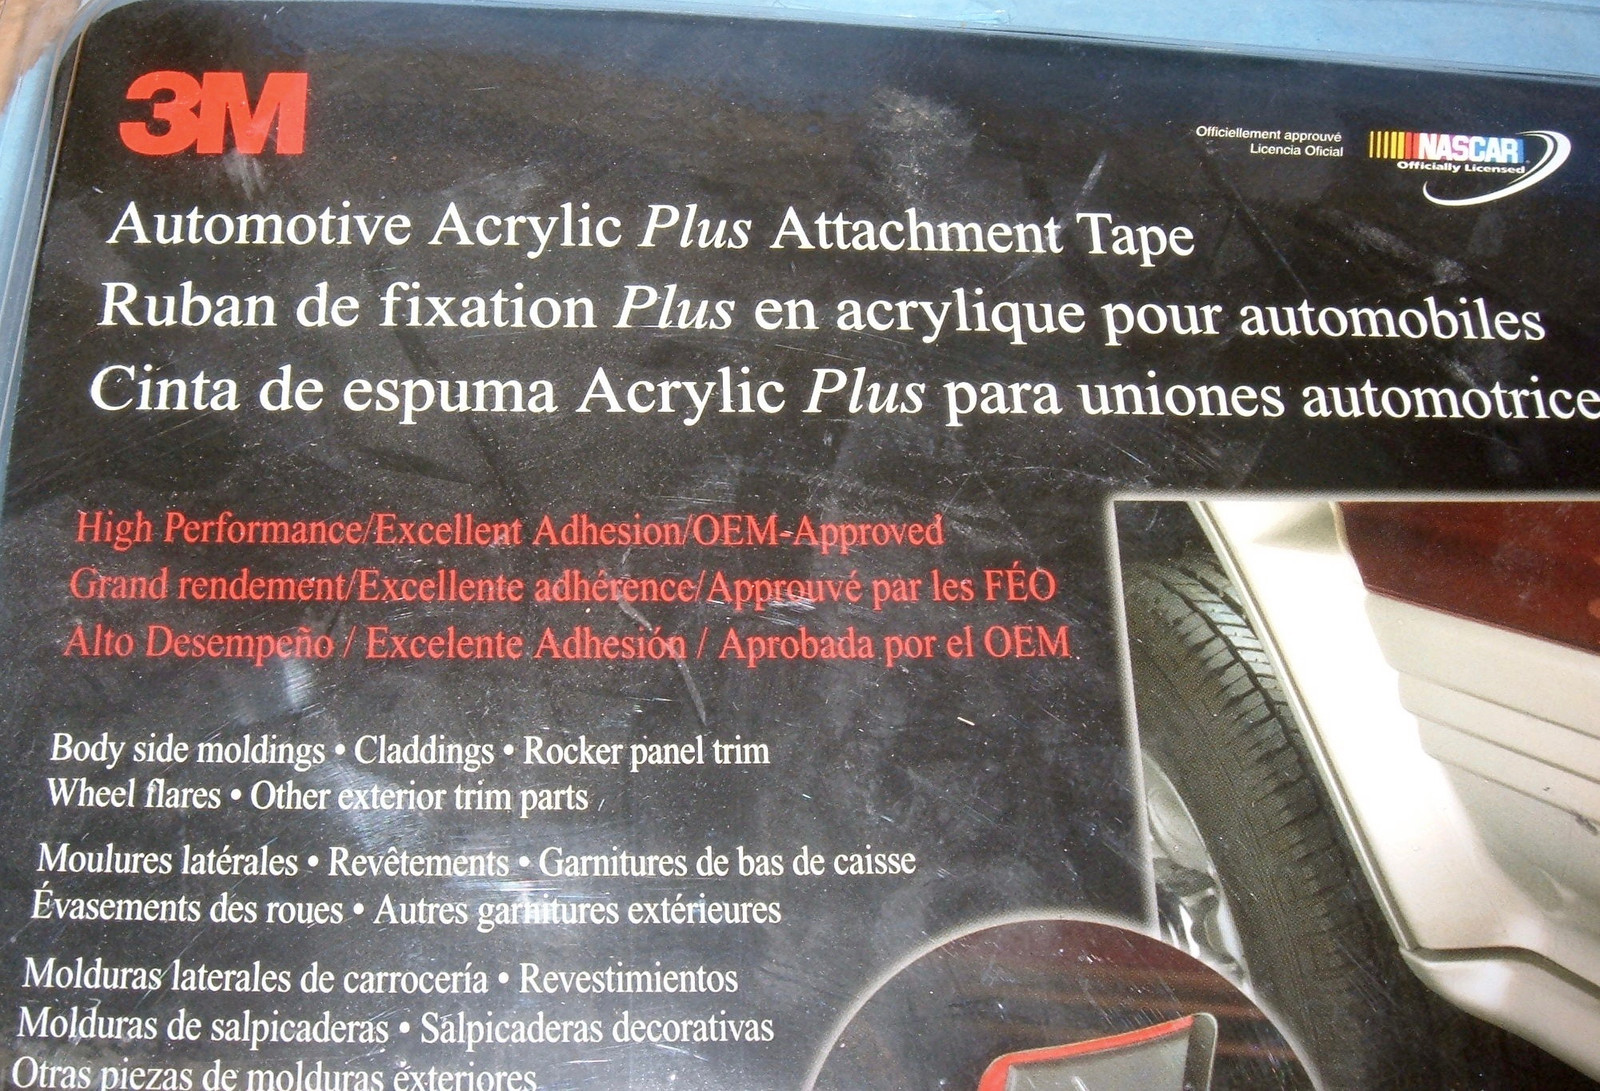 3M
Officiellement approuvé
Licencia Oficial
NASCAR
Officially Licensed
Automotive Acrylic Plus Attachment Tape
Ruban de fixation Plus en acrylique pour automobiles
Cinta de espuma Acrylic Plus para uniones automotrice
High Performance/Excellent Adhesion/OEM-Approved
Grand rendement/Excellente adhérence/Approuvé par les FÉO
Alto Desempeño / Excelente Adhesión / Aprobada por el OEM
Body side moldings • Claddings • Rocker panel trim
Wheel flares • Other exterior trim parts
Moulures latérales • Revêtements • Garnitures de bas de caisse
Évasements des roues • Autres garnitures extérieures
Molduras laterales de carrocería • Revestimientos
Molduras de salpicaderas • Salpicaderas decorativas
Otras piezas de molduras exteriores